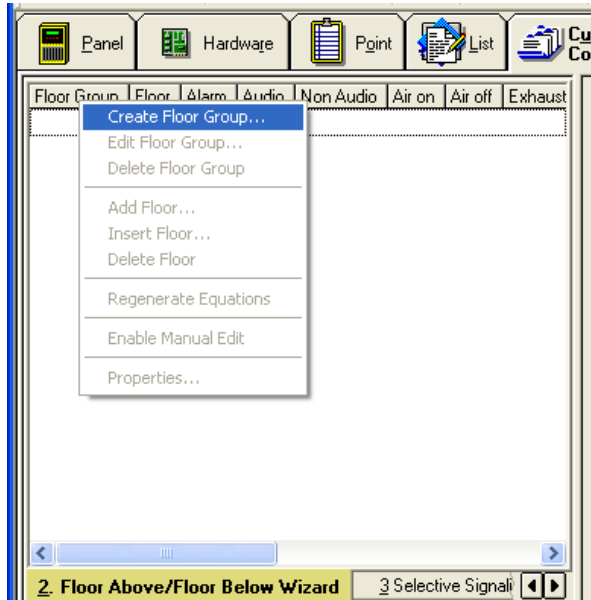 Panel Hardware Point List Cu
Co
Floor Group Floor Alarm Audio Non Audio Air on Air off Exhaust
Create Floor Group...
Edit Floor Group...
Delete Floor Group
Add Floor...
Insert Floor...
Delete Floor
Regenerate Equations
Enable Manual Edit
Properties...
2. Floor Above/Floor Below Wizard 3 Selective Signali